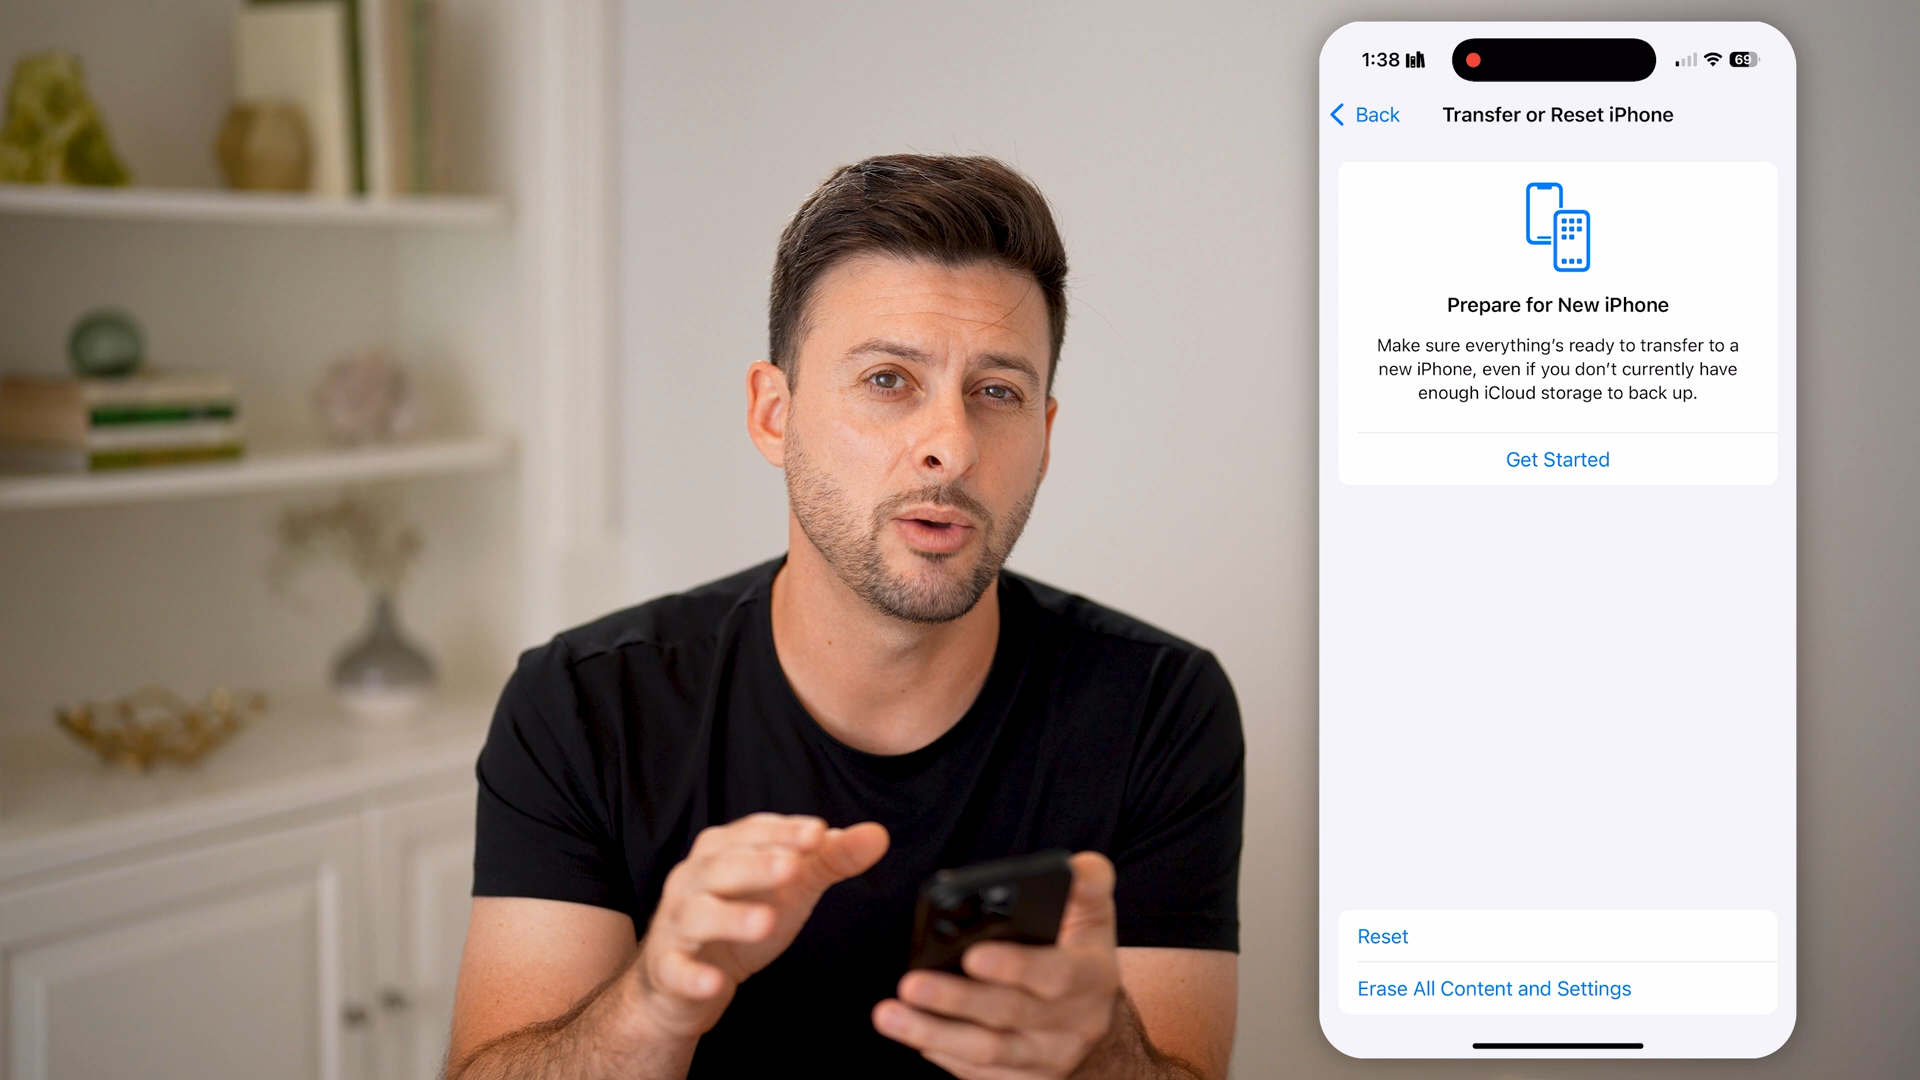 1:38
69
Back
Transfer or Reset iPhone
Prepare for New iPhone
Make sure everything's ready to transfer to a
new iPhone, even if you don't currently have
enough iCloud storage to back up.
Get Started
Reset
Erase All Content and Settings